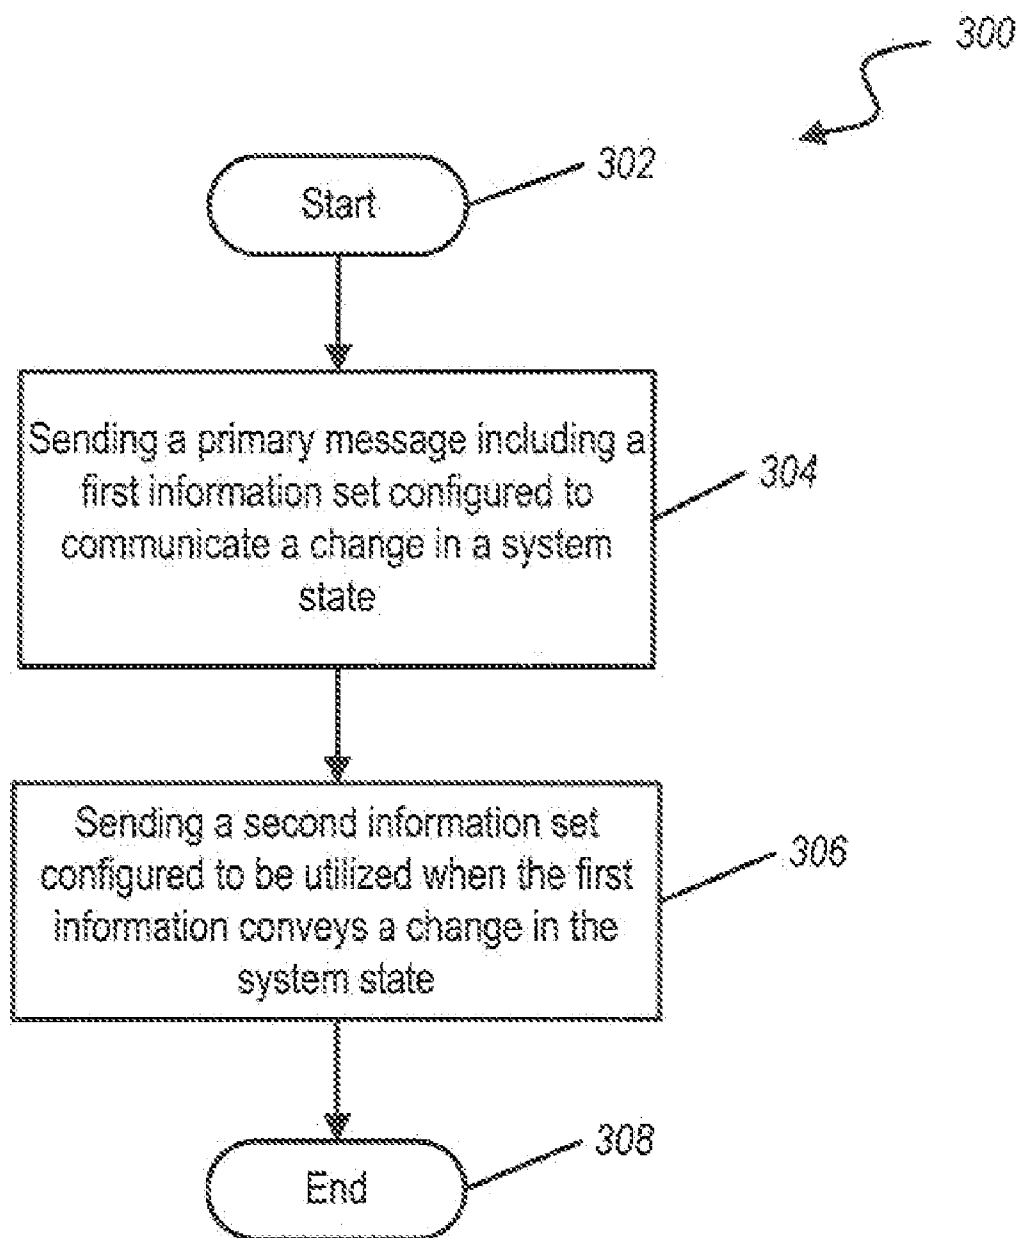 300
302
Start
Sending a primary message including a
first information set configured to
communicate a change in a system
state
304
Sending a second information set
configured to be utilized when the first
information conveys a change in the
system state
306
308
End